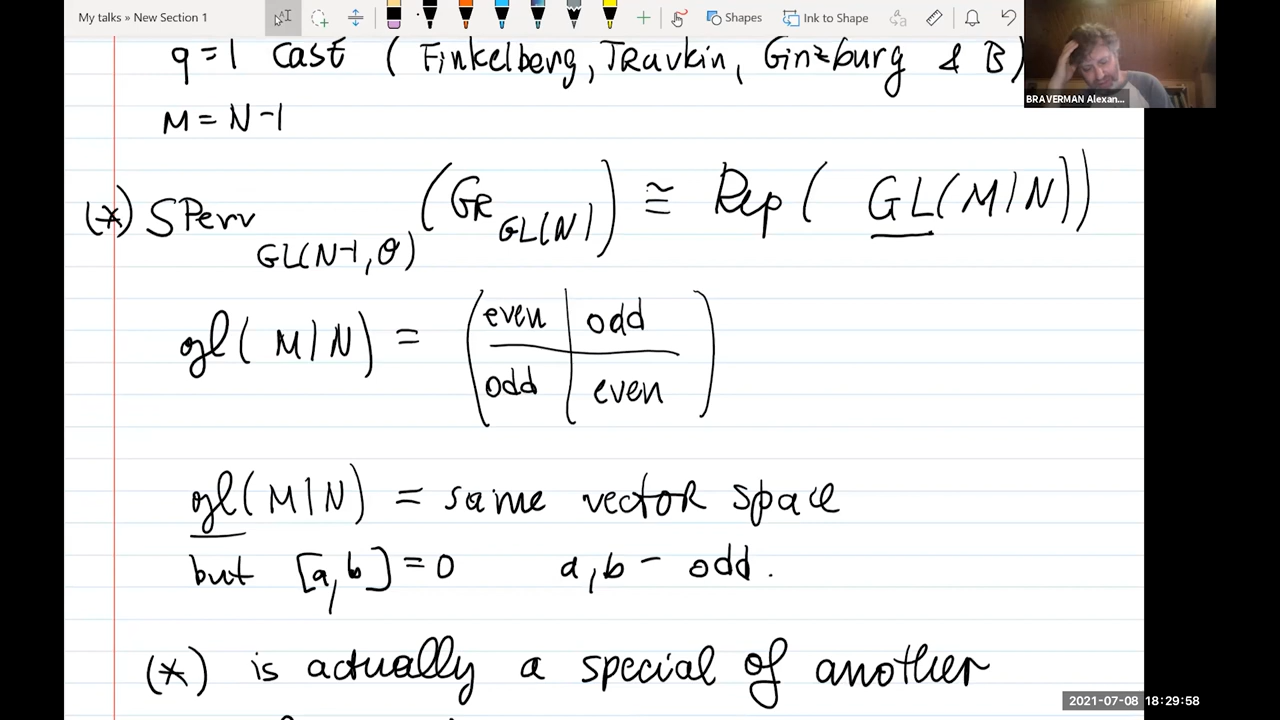 My talks » New Section 1
Shapes
Ink to Shape
q=1 case (Finkelberg, Travkin, Ginzburg & B)
BRAVERMAN Alexan...
M=N-1
(*) SPerv GL(N-1, O) (Gr GL(N)) ≅ Rep( GL(M|N))
gl( M|N) = (even | odd
odd | even)
gl(M|N) = same vector space
but [a,b]=0 a,b - odd.
(*) is actually a special of another
2021-07-08 18:29:58